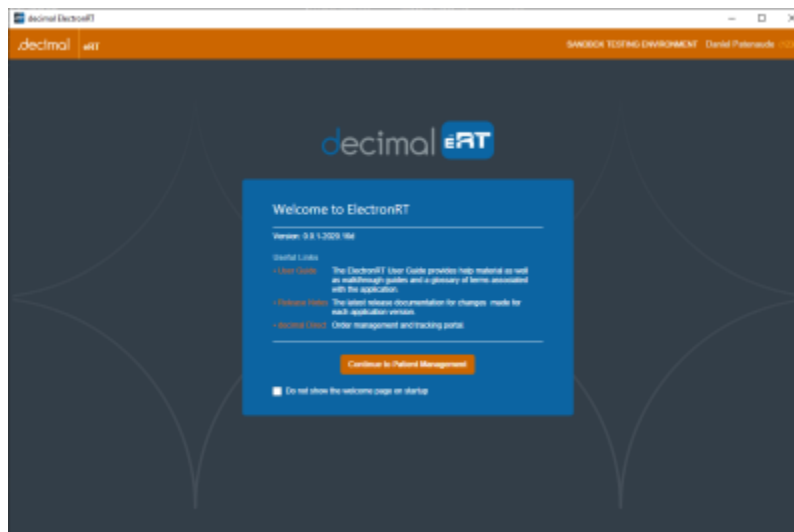 decimal ElectronRT
.decimal eRT
SANDBOX TESTING ENVIRONMENT Daniel Patenaude
decimal eRT
Welcome to ElectronRT
Useful Links
• User Guide The ElectronRT User Guide provides help material as well
as walkthrough guides and a glossary of terms associated
with the application.
• Release Notes The latest release documentation for changes made for
each application version.
• decimal Direct Order management and tracking portal
Continue to Patient Management
Do not show the welcome page on startup